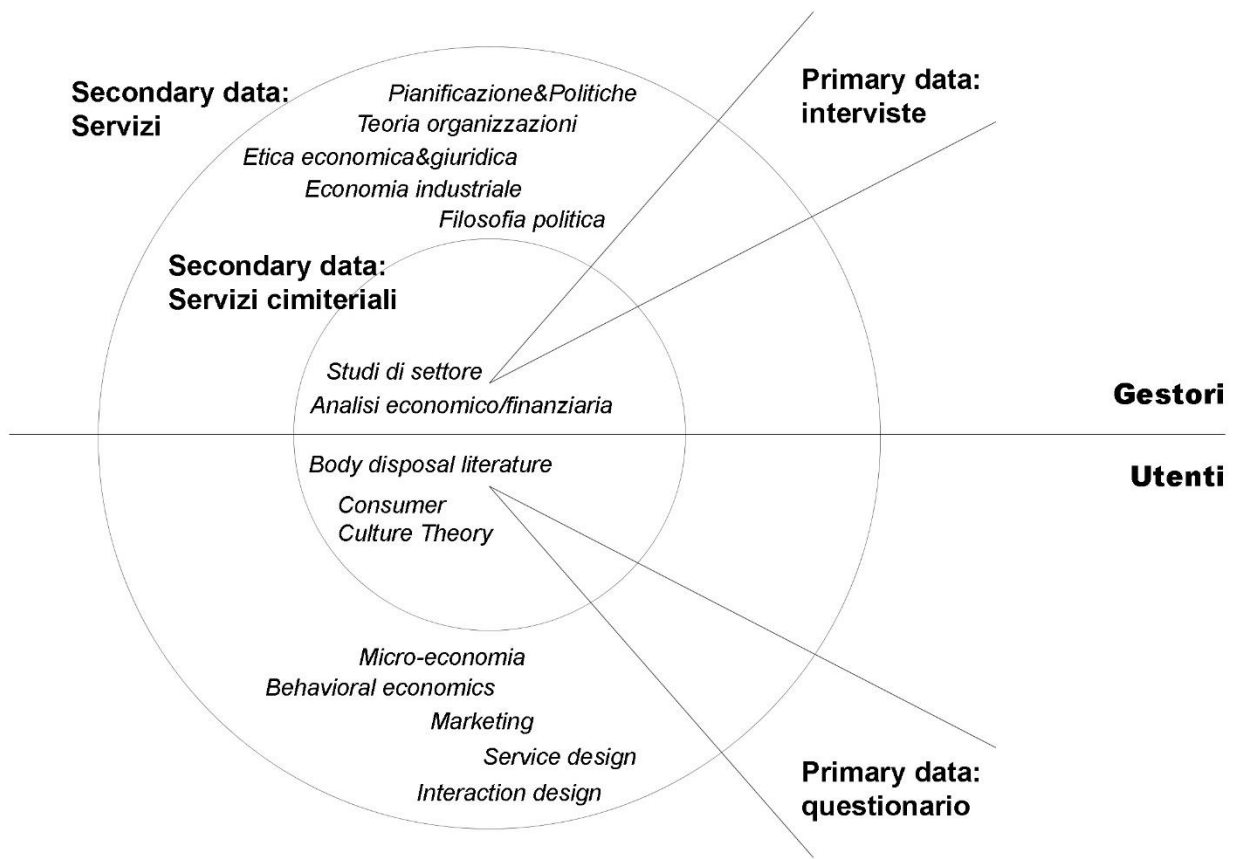 Secondary data:
Servizi
Pianificazione&Politiche
Teoria organizzazioni
Etica economica&giuridica
Economia industriale
Filosofia politica
Primary data:
interviste
Secondary data:
Servizi cimiteriali
Studi di settore
Analisi economico/finanziaria
Gestori
Utenti
Body disposal literature
Consumer
Culture Theory
Micro-economia
Behavioral economics
Marketing
Service design
Interaction design
Primary data:
questionario